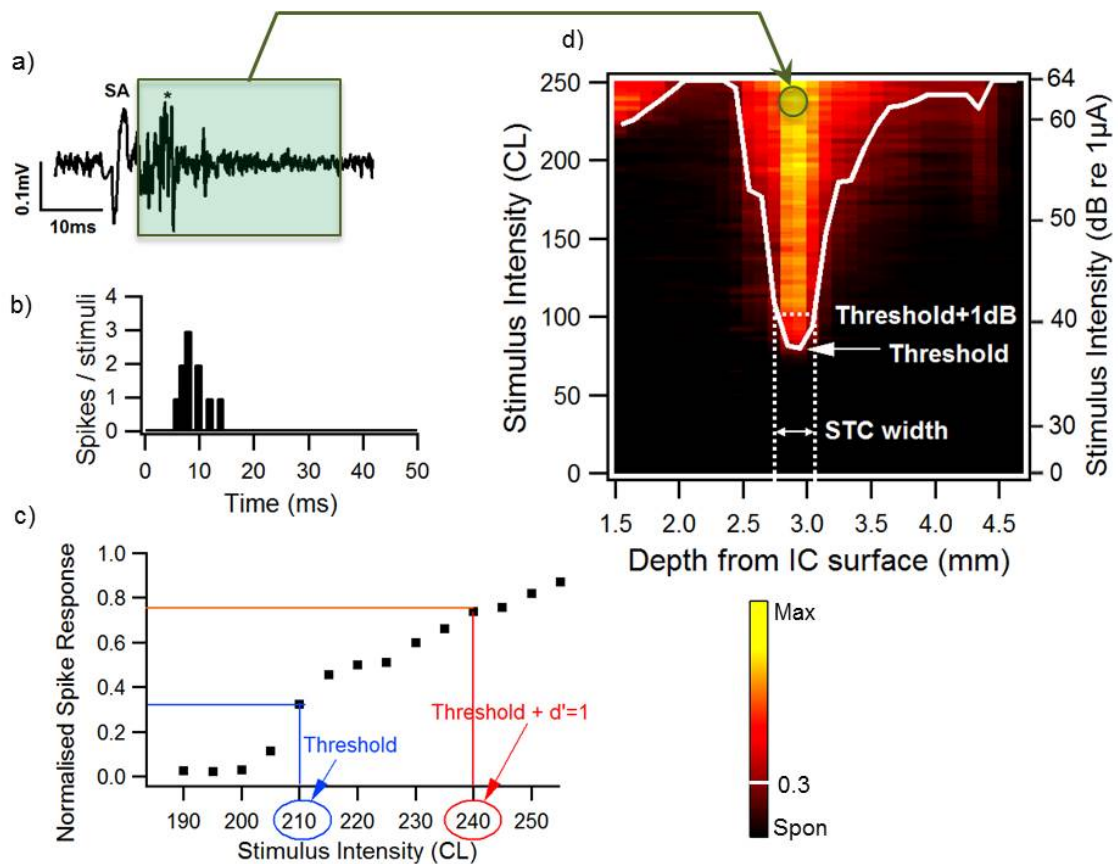 a)
SA
*
0.1mV
10ms
b)
4
3
2
1
0
Spikes / stimuli
0 10 20 30 40 50
Time (ms)
c)
1.0
0.8
0.6
0.4
0.2
0.0
Normalised Spike Response
Threshold
Threshold + d'=1
190 200 210 220 230 240 250
Stimulus Intensity (CL)
d)
250
200
150
100
50
0
Stimulus Intensity (CL)
64
60
50
40
30
0
Stimulus Intensity (dB re 1µA)
Threshold+1dB
Threshold
STC width
1.5 2.0 2.5 3.0 3.5 4.0 4.5
Depth from IC surface (mm)
Max
0.3
Spon